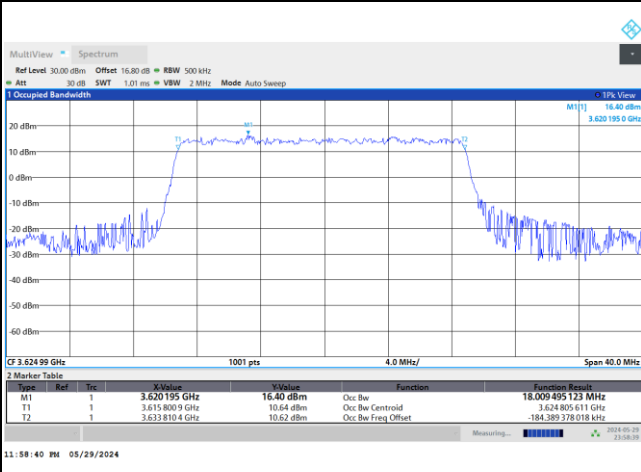 MultiView Spectrum
Ref Level 30.00 dBm Offset 16.80 dB RBW 500 kHz
Att 30 dB SWT 1.01 ms VBW 2 MHz Mode Auto Sweep
1 Occupied Bandwidth 1Pk View
M1[1] 16.40 dBm
3.620 195 0 GHz
20 dBm
T1 M1 T2
10 dBm
0 dBm
-10 dBm
-20 dBm
-30 dBm
-40 dBm
-50 dBm
-60 dBm
CF 3.624 99 GHz 1001 pts 4.0 MHz/ Span 40.0 MHz
2 Marker Table
Type Ref Trc X-Value Y-Value Function Function Result
M1 1 3.620 195 GHz 16.40 dBm Occ Bw 18.009 495 123 MHz
T1 1 3.615 800 9 GHz 10.64 dBm Occ Bw Centroid 3.624 805 611 GHz
T2 1 3.633 810 4 GHz 10.62 dBm Occ Bw Freq Offset -184.389 378 018 kHz
Measuring... 2024-05-29
23:58:39
11:58:40 PM 05/29/2024